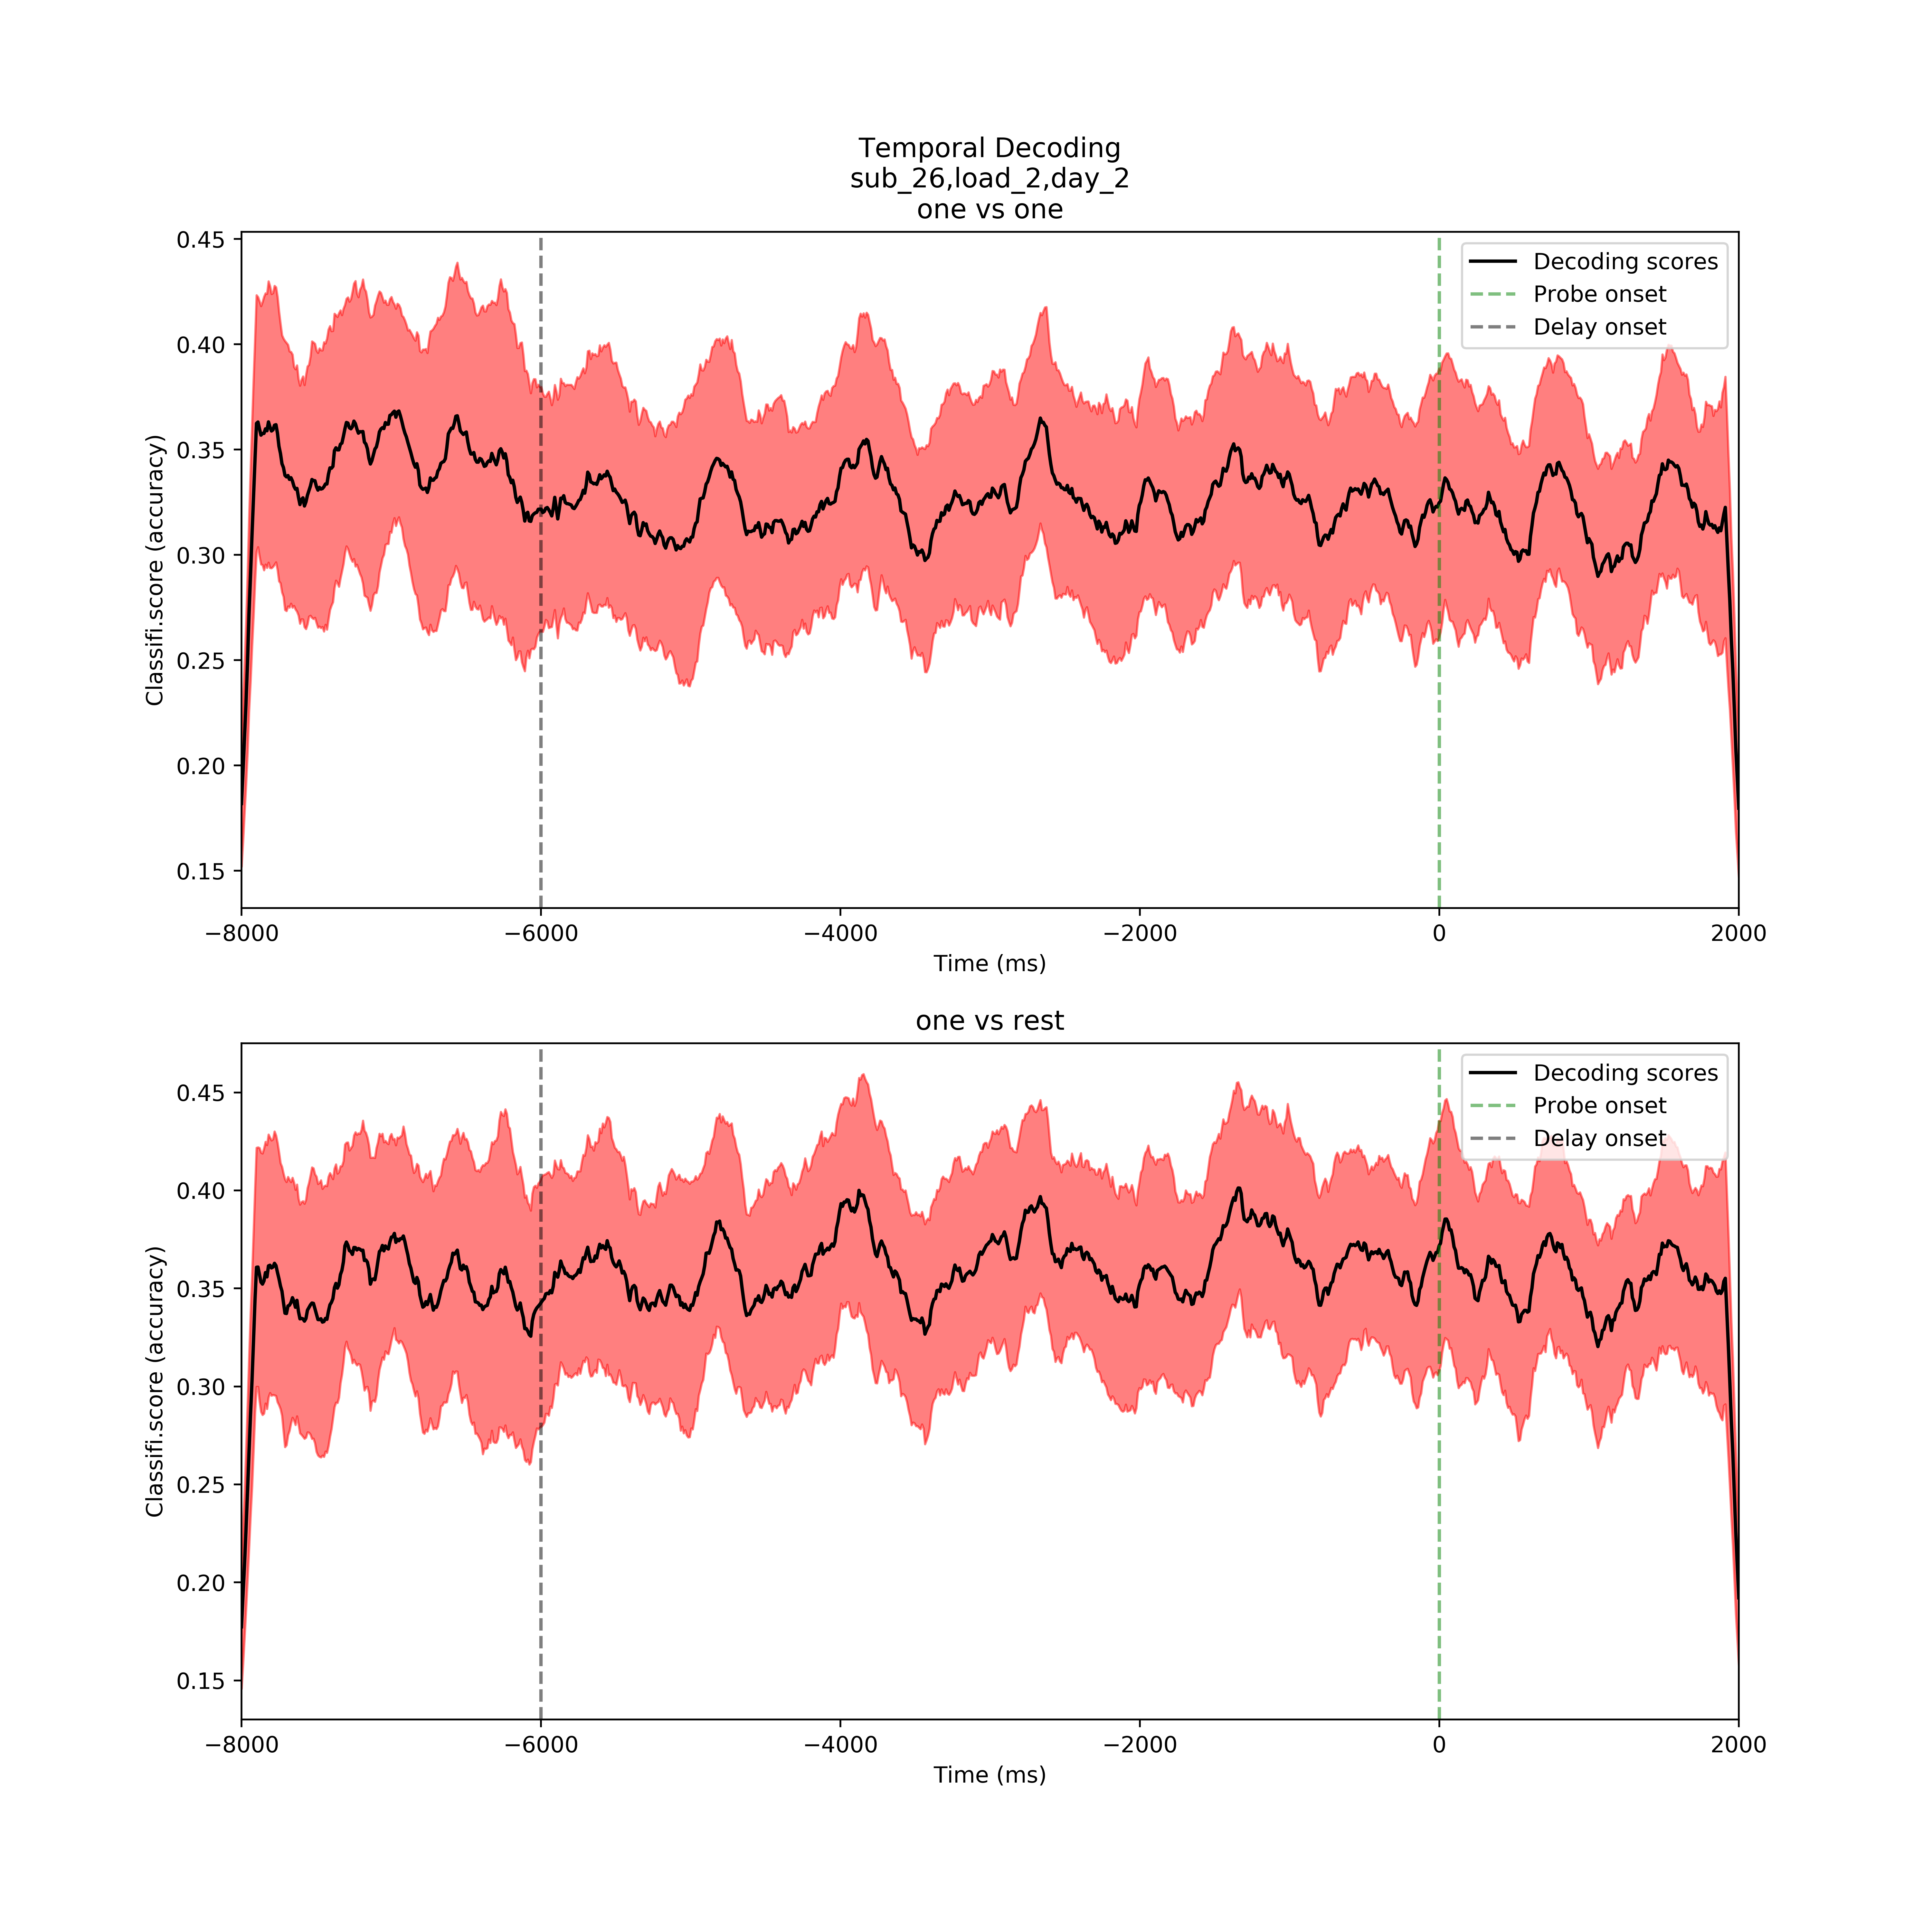 Temporal Decoding
sub_26,load_2,day_2
one vs one
0.45
0.40
0.35
0.30
0.25
0.20
0.15
Classifi.score (accuracy)
Decoding scores
Probe onset
Delay onset
−8000 −6000 −4000 −2000 0 2000
Time (ms)
one vs rest
0.45
0.40
0.35
0.30
0.25
0.20
0.15
Classifi.score (accuracy)
Decoding scores
Probe onset
Delay onset
−8000 −6000 −4000 −2000 0 2000
Time (ms)